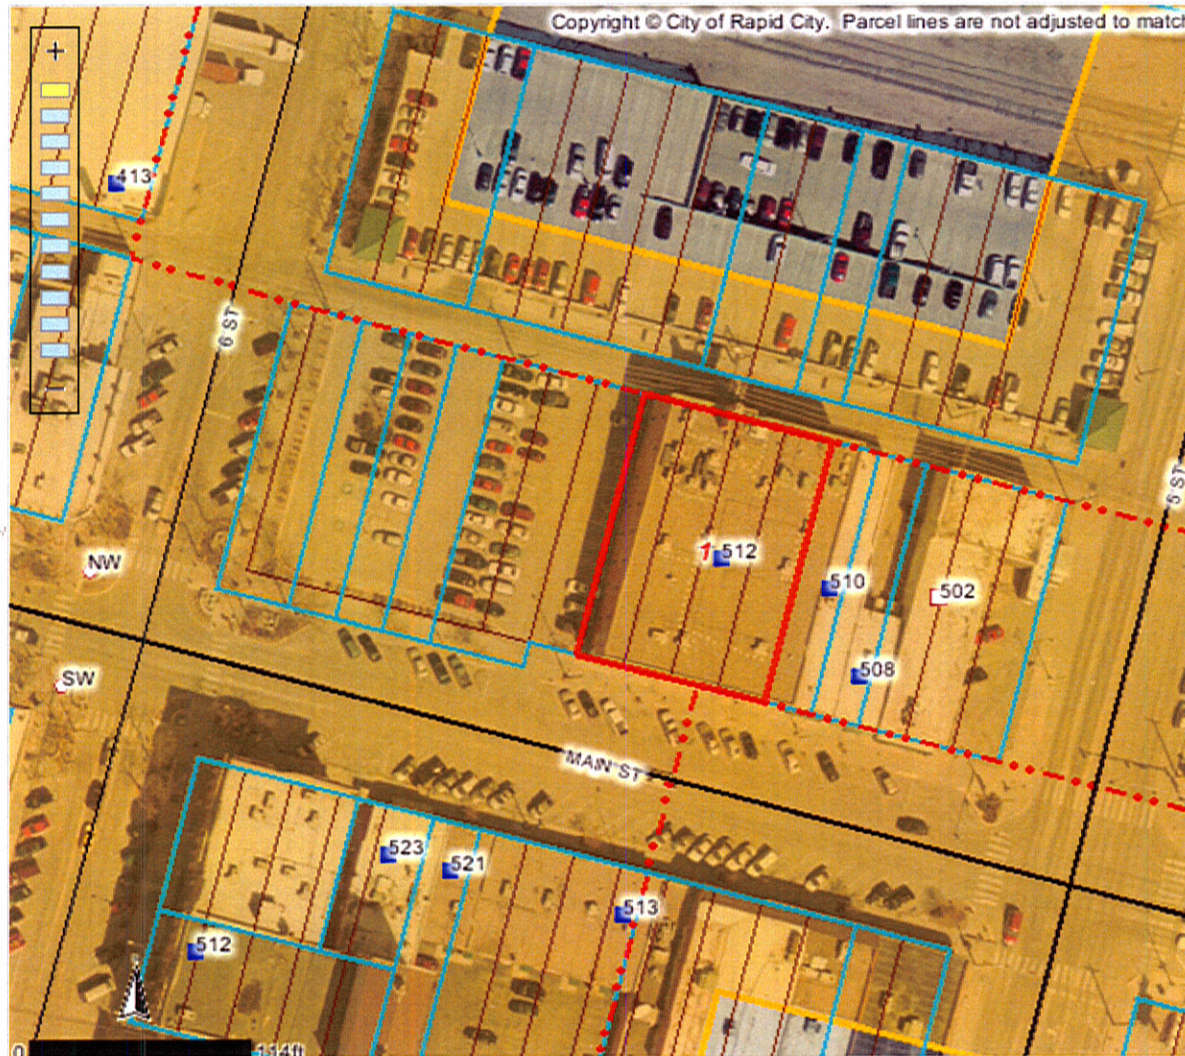 Copyright © City of Rapid City. Parcel lines are not adjusted to match
+
413
6 ST
5 ST
1 512
510
502
NW
508
SW
MAIN ST
523
521
513
512
0 114ft